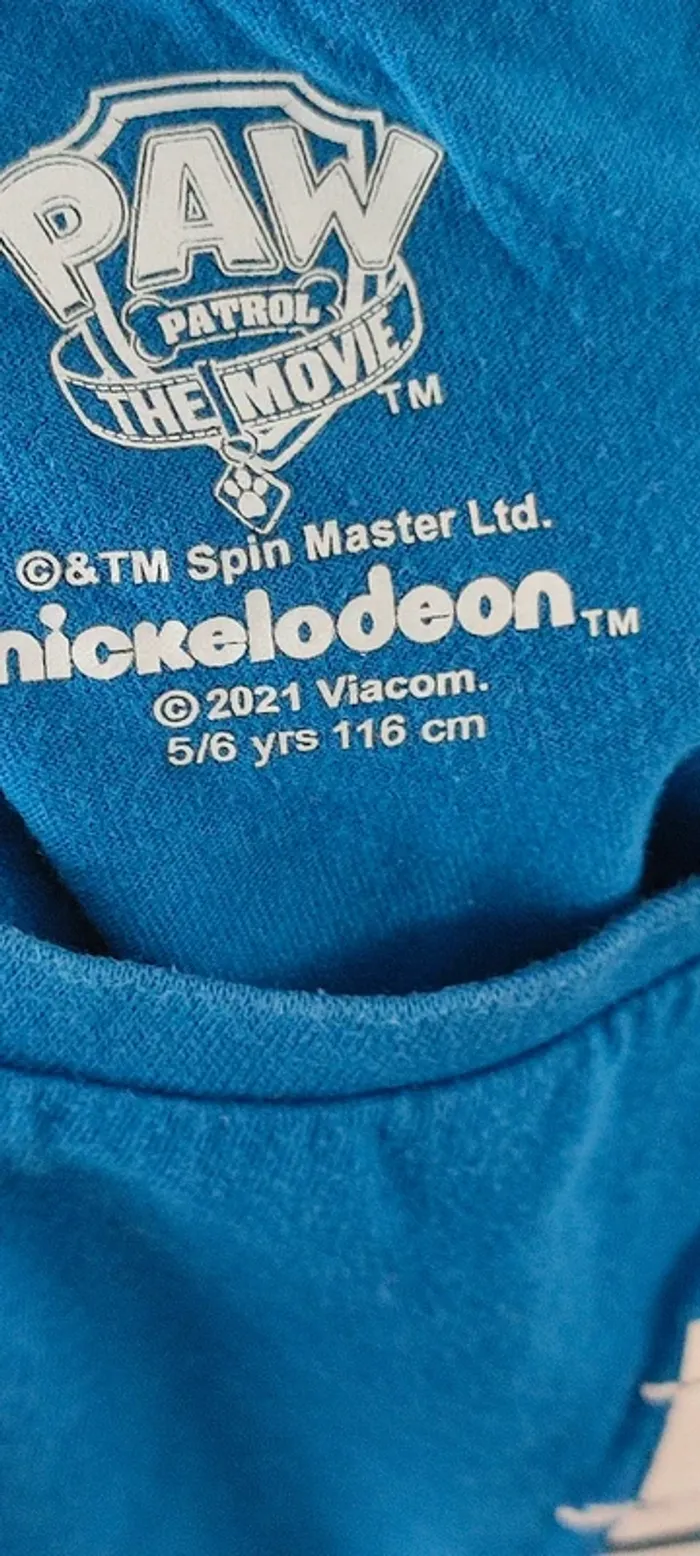 PAW
PATROL
THE MOVIE TM
©&TM Spin Master Ltd.
nickelodeon TM
©2021 Viacom.
5/6 yrs 116 cm